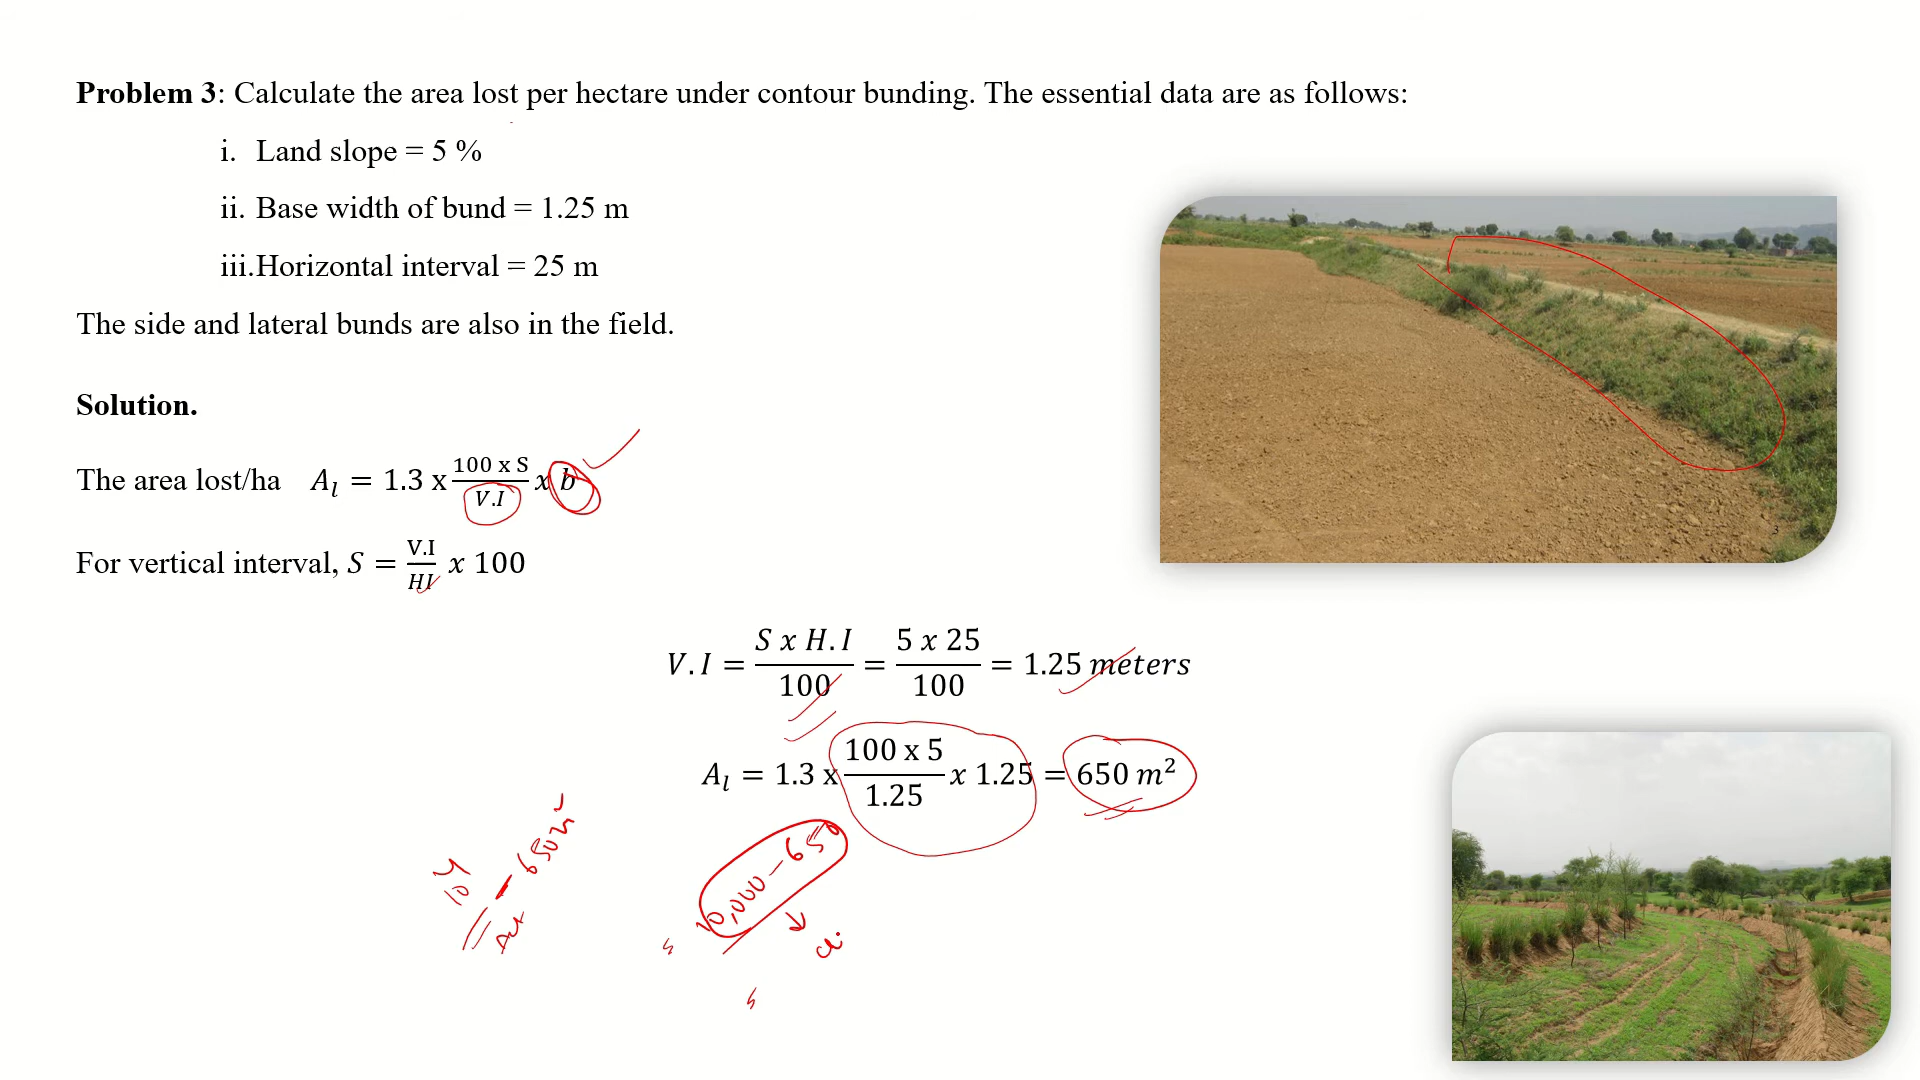 Problem 3: Calculate the area lost per hectare under contour bunding. The essential data are as follows:
i. Land slope = 5 %
ii. Base width of bund = 1.25 m
iii.Horizontal interval = 25 m
The side and lateral bunds are also in the field.
Solution.
The area lost/ha A_l = 1.3 x (100 x S)/(V.I) x b
For vertical interval, S = (V.I)/(HI) x 100
V.I = (S x H.I)/100 = (5 x 25)/100 = 1.25 meters
A_l = 1.3 x (100 x 5)/1.25 x 1.25 = 650 m²
10,000 – 650
650 m²
3